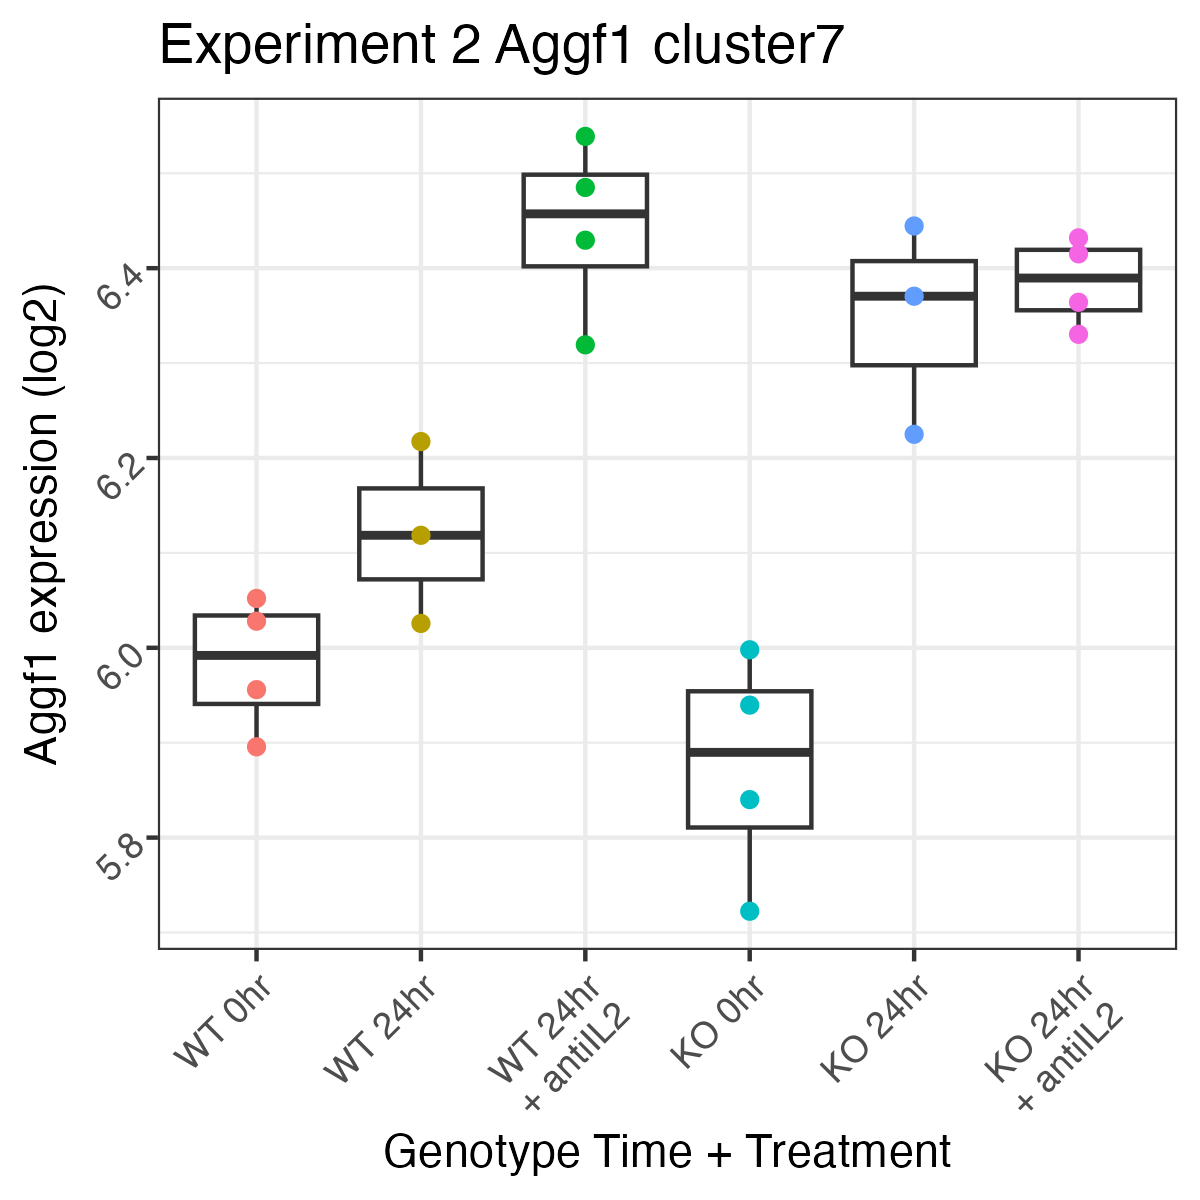 Experiment 2 Aggf1 cluster7
Aggf1 expression (log2)
6.4
6.2
6.0
5.8
WT 0hr
WT 24hr
WT 24hr
+ antiIL2
KO 0hr
KO 24hr
KO 24hr
+ antiIL2
Genotype Time + Treatment